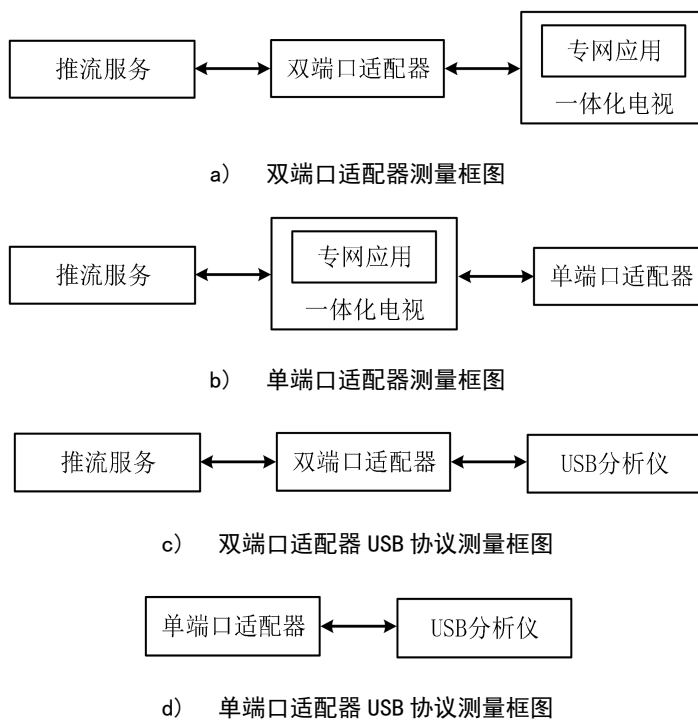 推流服务
双端口适配器
专网应用
一体化电视
a） 双端口适配器测量框图
推流服务
专网应用
一体化电视
单端口适配器
b） 单端口适配器测量框图
推流服务
双端口适配器
USB分析仪
c） 双端口适配器 USB 协议测量框图
单端口适配器
USB分析仪
d） 单端口适配器 USB 协议测量框图